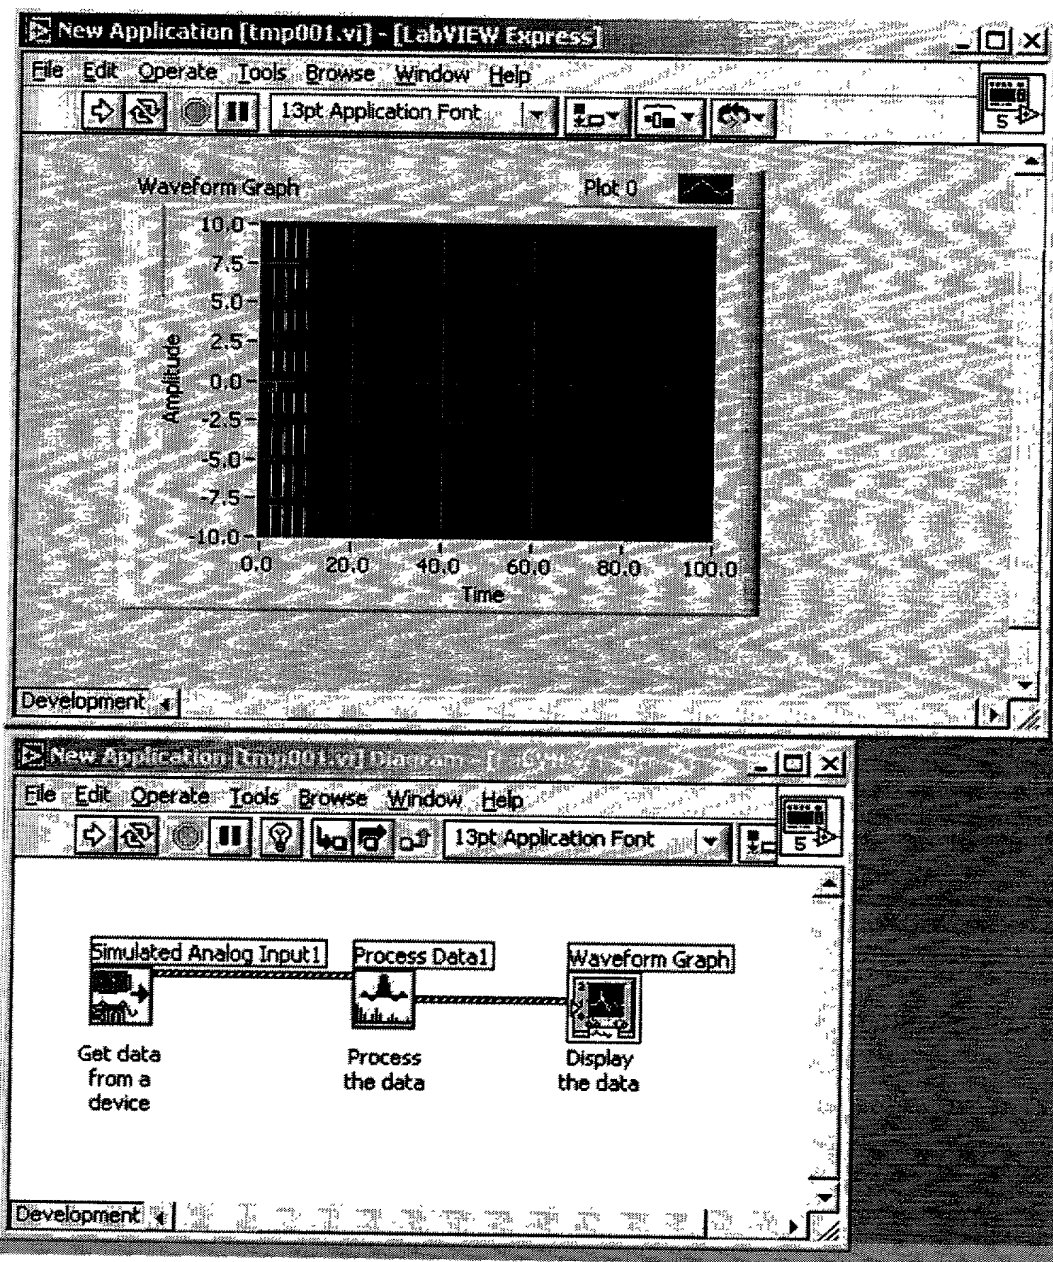 New Application [tmp001.vi] - [LabVIEW Express]
File Edit Operate Tools Browse Window Help
13pt Application Font
5
Waveform Graph
Plot 0
10.0
7.5
5.0
2.5
0.0
-2.5
-5.0
-7.5
-10.0
Amplitude
0.0 20.0 40.0 60.0 80.0 100.0
Time
Development
New Application [tmp001.vi] Diagram -
File Edit Operate Tools Browse Window Help
13pt Application Font
5
Simulated Analog Input1 Process Data1 Waveform Graph
Get data from a device
Process the data
Display the data
Development